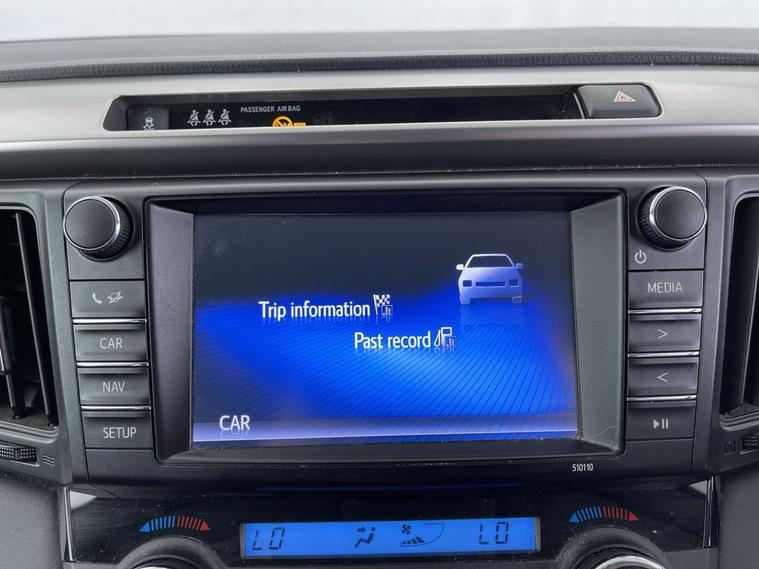 PASSENGER AIR BAG
Trip information
Past record
CAR
MEDIA
CAR
NAV
SETUP
510110
LO
LO